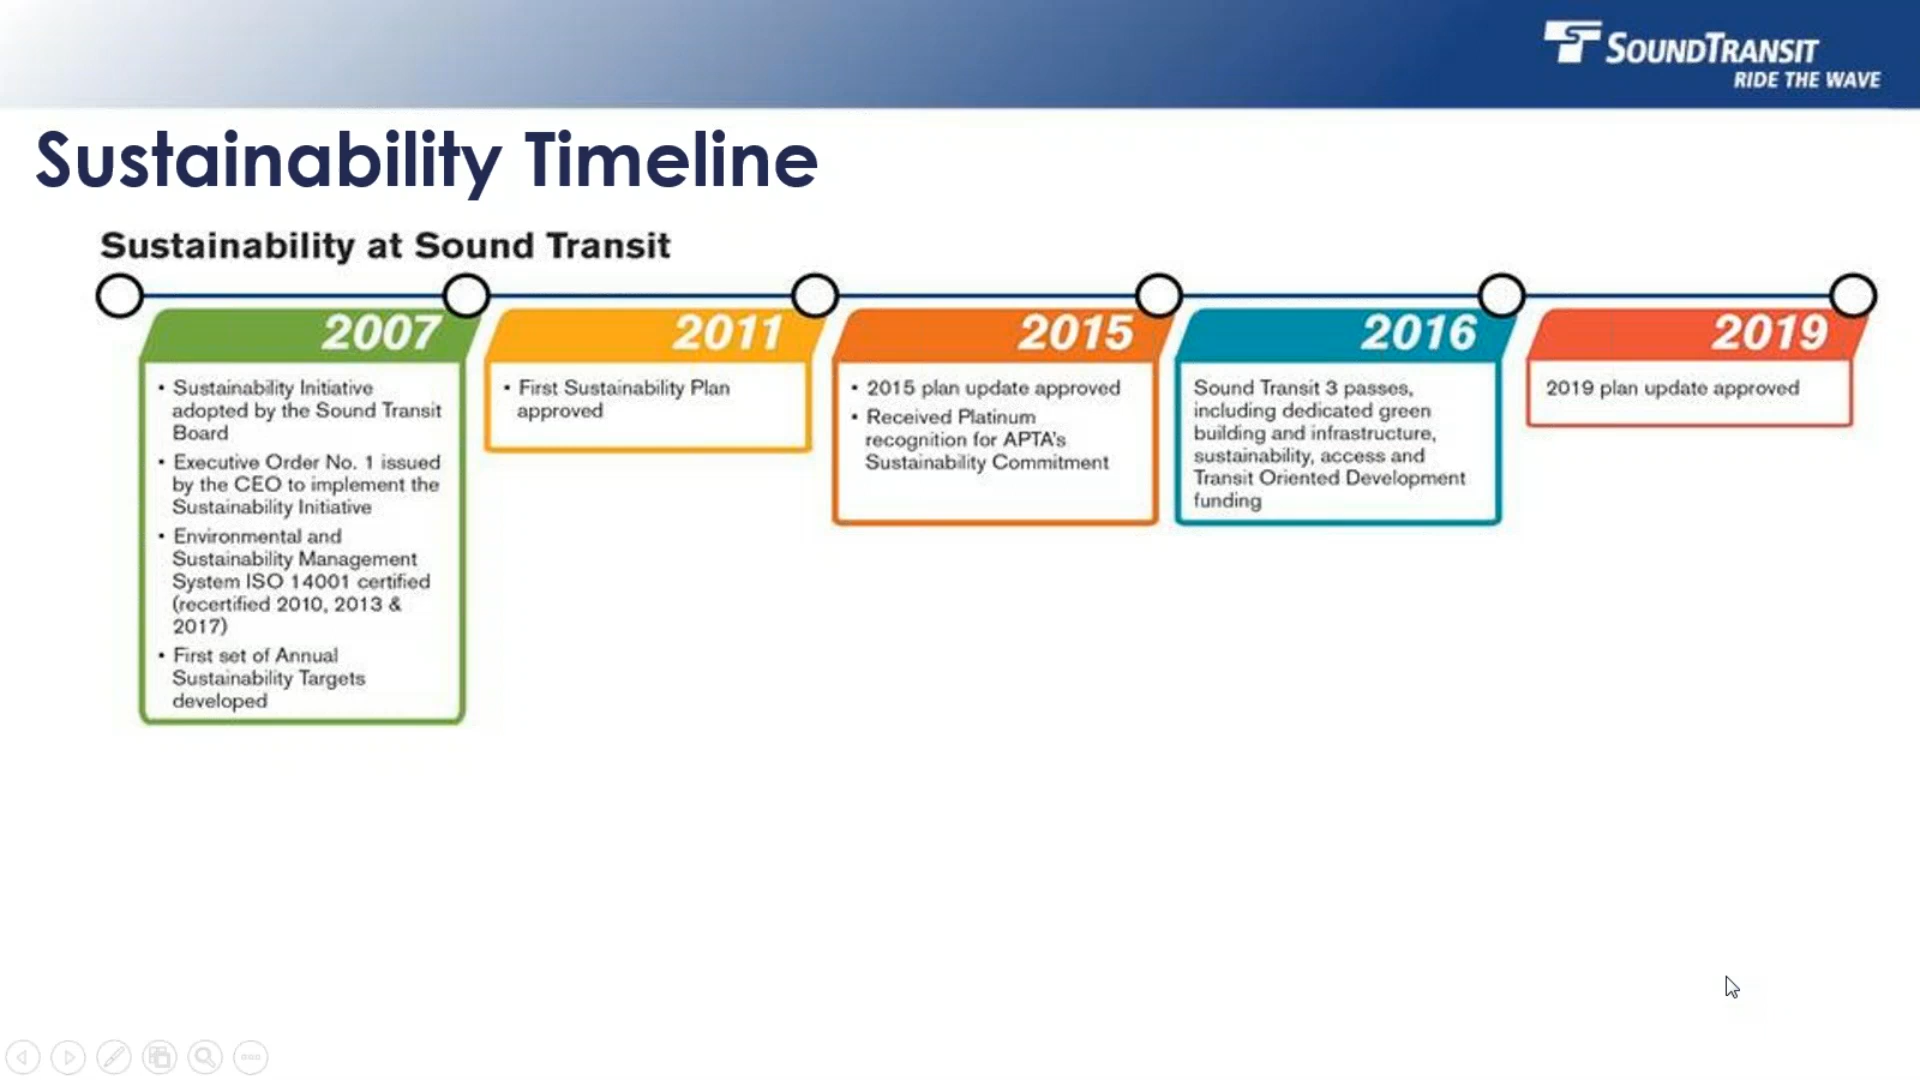 SOUNDTRANSIT
RIDE THE WAVE
Sustainability Timeline
Sustainability at Sound Transit
2007
• Sustainability Initiative
adopted by the Sound Transit
Board
• Executive Order No. 1 issued
by the CEO to implement the
Sustainability Initiative
• Environmental and
Sustainability Management
System ISO 14001 certified
(recertified 2010, 2013 &
2017)
• First set of Annual
Sustainability Targets
developed
2011
• First Sustainability Plan
approved
2015
• 2015 plan update approved
• Received Platinum
recognition for APTA's
Sustainability Commitment
2016
Sound Transit 3 passes,
including dedicated green
building and infrastructure,
sustainability, access and
Transit Oriented Development
funding
2019
2019 plan update approved